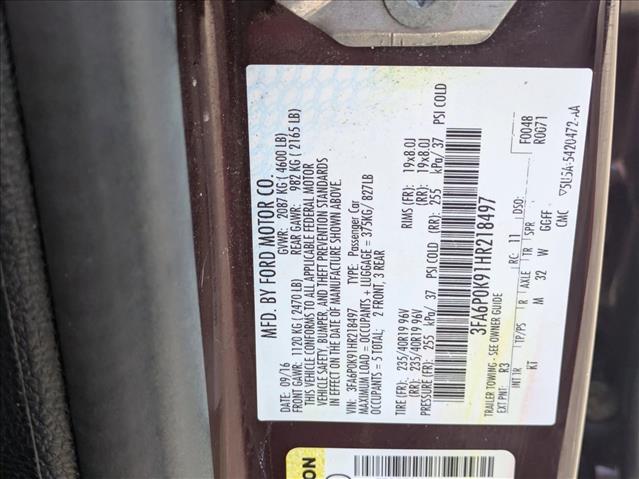 MFD. BY FORD MOTOR CO.
DATE: 09/16 GVWR: 2087 KG ( 4600 LB)
FRONT GAWR: 1120 KG (2470 LB) REAR GAWR: 982 KG (2165 LB)
THIS VEHICLE CONFORMS TO ALL APPLICABLE FEDERAL MOTOR
VEHICLE SAFETY, BUMPER, AND THEFT PREVENTION STANDARDS
IN EFFECT ON THE DATE OF MANUFACTURE SHOWN ABOVE.
VIN: 3FA6P0K91HR218497 TYPE: Passenger Car
MAXIMUM LOAD = OCCUPANTS + LUGGAGE = 375KG/ 827LB
OCCUPANTS = 5 TOTAL; 2 FRONT, 3 REAR
TIRE (FR): 235/40R19 96V RIMS (FR): 19x8.0J
(RR): 235/40R19 96V (RR): 19x8.0J
PRESSURE (FR): 255 kPa/ 37 PSI COLD (RR): 255 kPa/ 37 PSI COLD
3FA6P0K91HR218497
TRAILER TOWING - SEE OWNER GUIDE
F004B
EXT PNT: R3 RC: 11 DSO: R0G71
INT TR TP/PS R AXLE TR SPR
KT M 32 W GGFF
CMC ▽5U5A-5420472-AA
ON